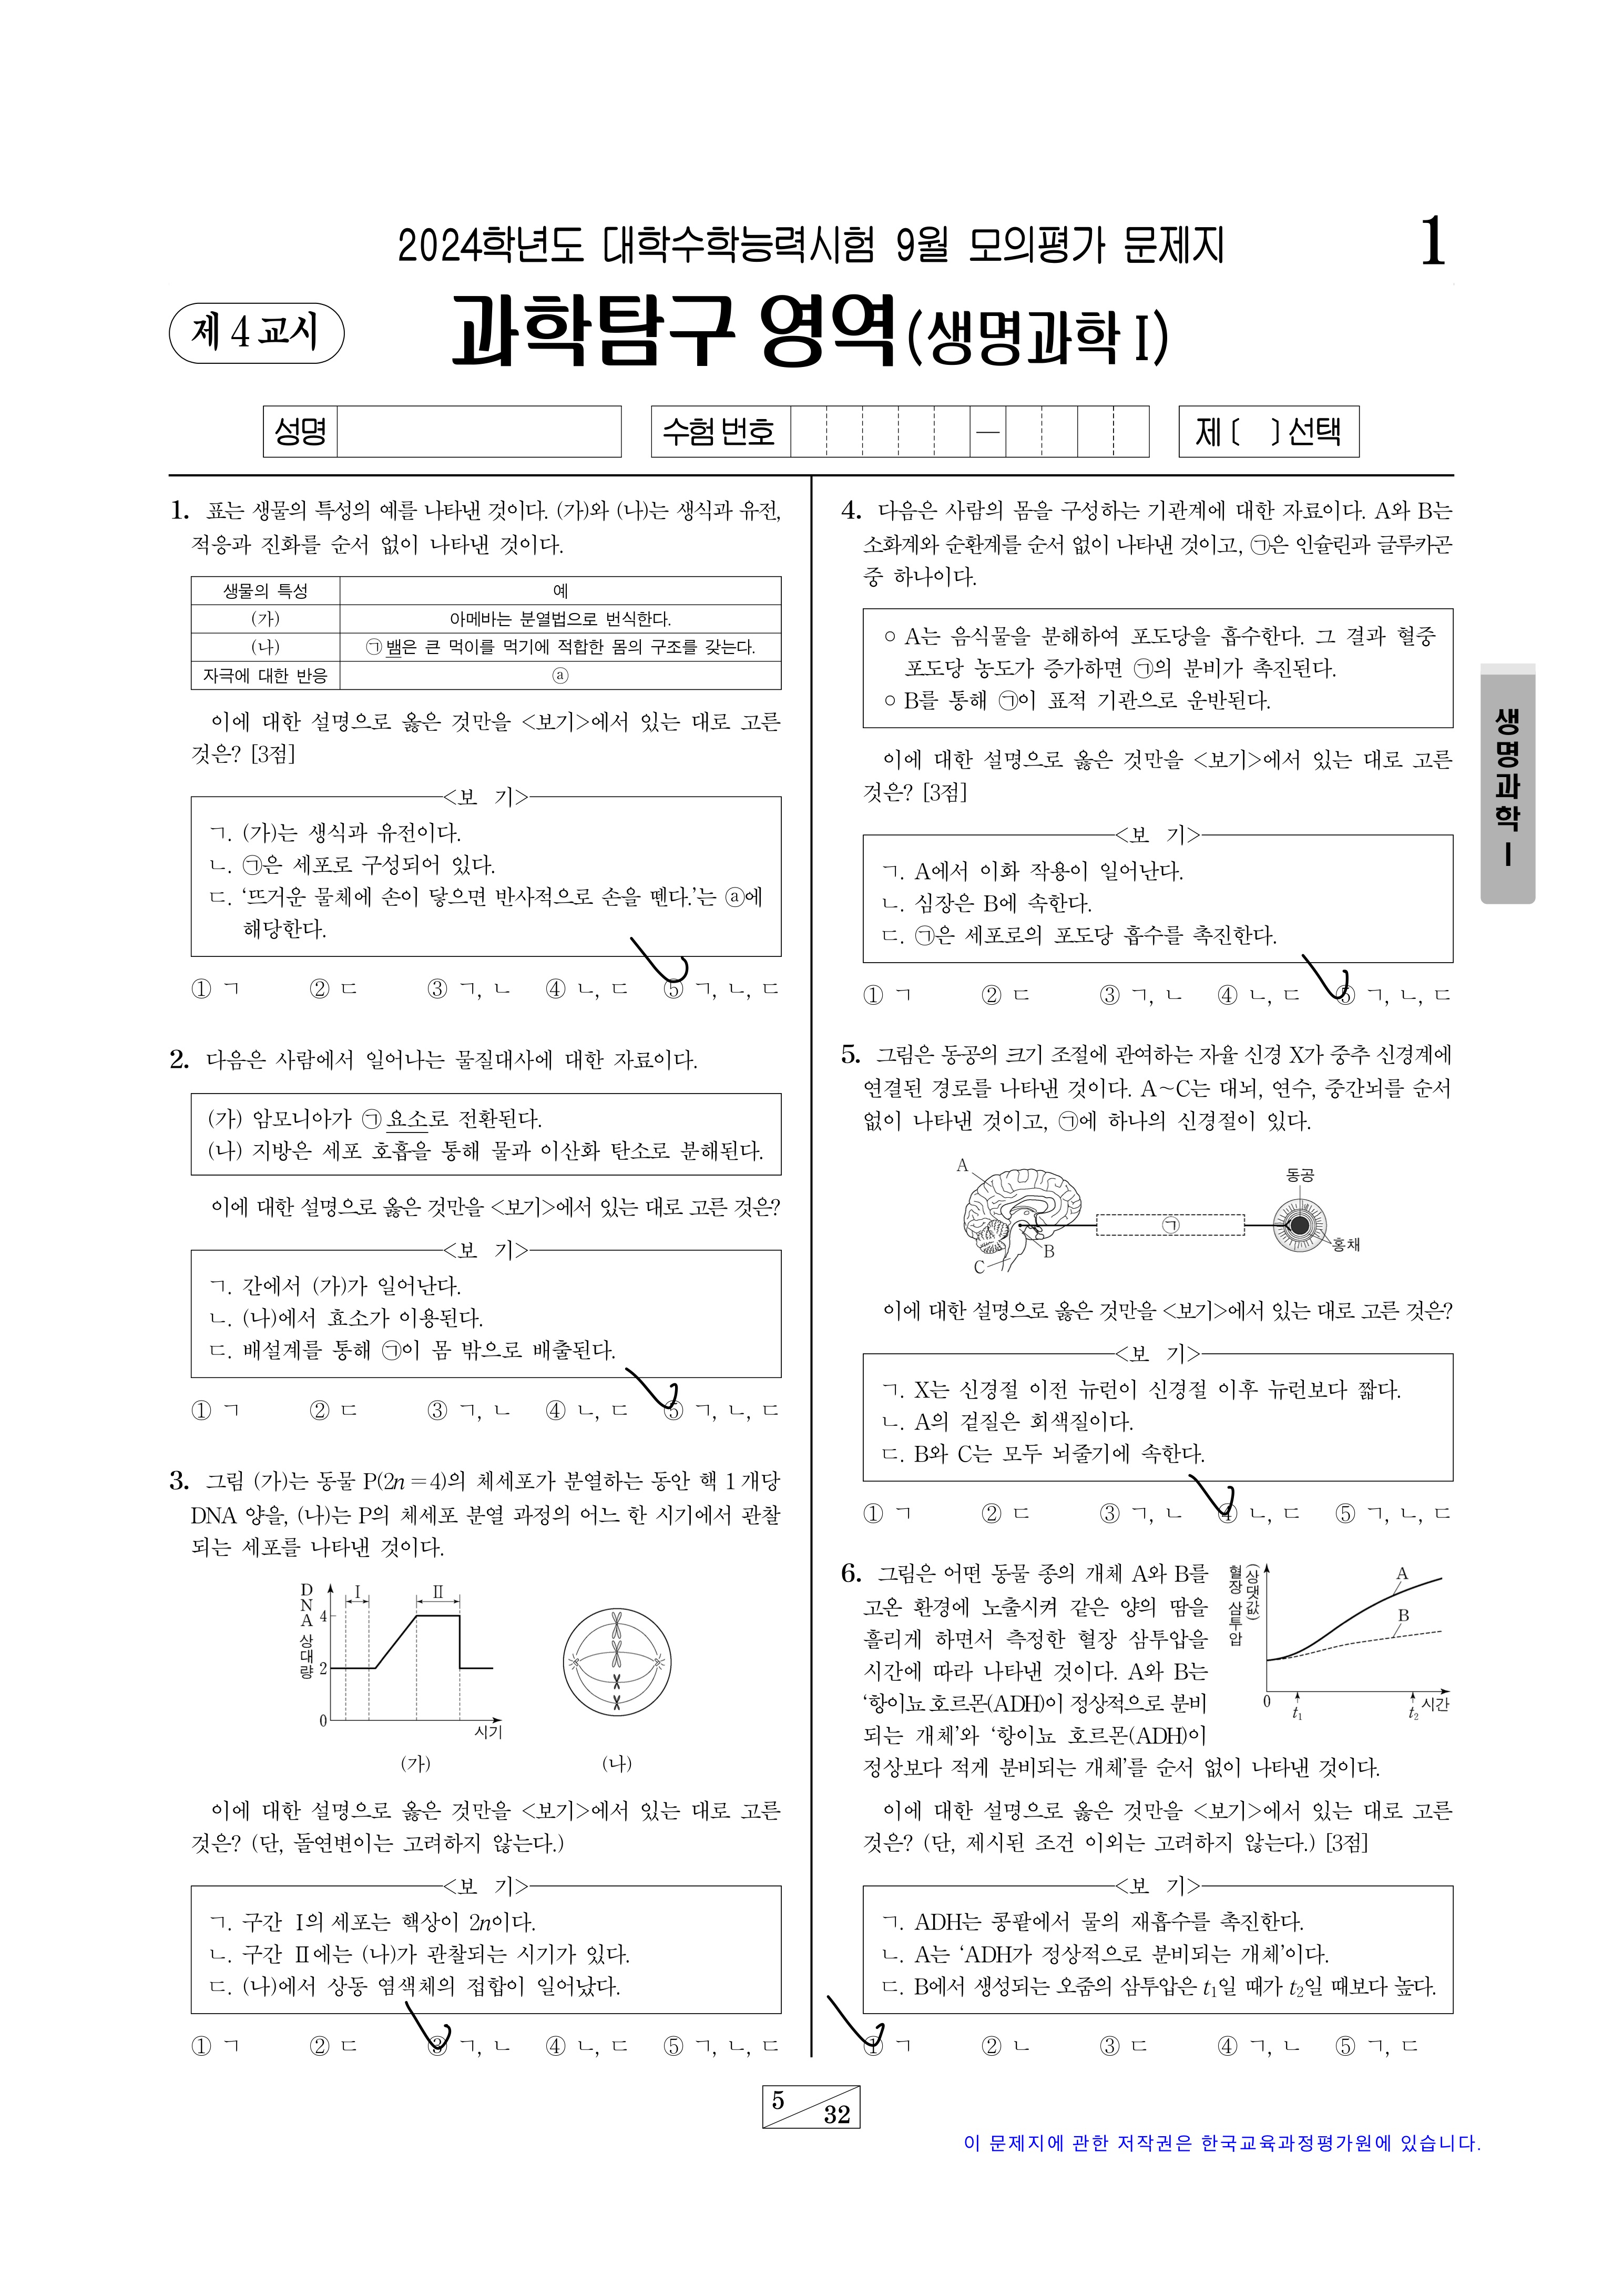 2024학년도 대학수학능력시험 9월 모의평가 문제지
1
제 4 교시
과학탐구 영역(생명과학 I)
성명
수험 번호
—
제 〔 〕 선택
1. 표는 생물의 특성의 예를 나타낸 것이다. (가)와 (나)는 생식과 유전,
적응과 진화를 순서 없이 나타낸 것이다.
생물의 특성 예
(가) 아메바는 분열법으로 번식한다.
(나) ㉠ 뱀은 큰 먹이를 먹기에 적합한 몸의 구조를 갖는다.
자극에 대한 반응 ⓐ
이에 대한 설명으로 옳은 것만을 <보기>에서 있는 대로 고른
것은? [3점]
<보 기>
ㄱ. (가)는 생식과 유전이다.
ㄴ. ㉠은 세포로 구성되어 있다.
ㄷ. ‘뜨거운 물체에 손이 닿으면 반사적으로 손을 뗀다.’는 ⓐ에
해당한다.
① ㄱ ② ㄷ ③ ㄱ, ㄴ ④ ㄴ, ㄷ ⑤ ㄱ, ㄴ, ㄷ
2. 다음은 사람에서 일어나는 물질대사에 대한 자료이다.
(가) 암모니아가 ㉠ 요소로 전환된다.
(나) 지방은 세포 호흡을 통해 물과 이산화 탄소로 분해된다.
이에 대한 설명으로 옳은 것만을 <보기>에서 있는 대로 고른 것은?
<보 기>
ㄱ. 간에서 (가)가 일어난다.
ㄴ. (나)에서 효소가 이용된다.
ㄷ. 배설계를 통해 ㉠이 몸 밖으로 배출된다.
① ㄱ ② ㄷ ③ ㄱ, ㄴ ④ ㄴ, ㄷ ⑤ ㄱ, ㄴ, ㄷ
3. 그림 (가)는 동물 P(2n=4)의 체세포가 분열하는 동안 핵 1개당
DNA 양을, (나)는 P의 체세포 분열 과정의 어느 한 시기에서 관찰
되는 세포를 나타낸 것이다.
DNA 상대량
4
2
0
I
II
시기
(가)
(나)
이에 대한 설명으로 옳은 것만을 <보기>에서 있는 대로 고른
것은? (단, 돌연변이는 고려하지 않는다.)
<보 기>
ㄱ. 구간 I의 세포는 핵상이 2n이다.
ㄴ. 구간 II에는 (나)가 관찰되는 시기가 있다.
ㄷ. (나)에서 상동 염색체의 접합이 일어났다.
① ㄱ ② ㄷ ③ ㄱ, ㄴ ④ ㄴ, ㄷ ⑤ ㄱ, ㄴ, ㄷ
4. 다음은 사람의 몸을 구성하는 기관계에 대한 자료이다. A와 B는
소화계와 순환계를 순서 없이 나타낸 것이고, ㉠은 인슐린과 글루카곤
중 하나이다.
○ A는 음식물을 분해하여 포도당을 흡수한다. 그 결과 혈중
포도당 농도가 증가하면 ㉠의 분비가 촉진된다.
○ B를 통해 ㉠이 표적 기관으로 운반된다.
이에 대한 설명으로 옳은 것만을 <보기>에서 있는 대로 고른
것은? [3점]
<보 기>
ㄱ. A에서 이화 작용이 일어난다.
ㄴ. 심장은 B에 속한다.
ㄷ. ㉠은 세포로의 포도당 흡수를 촉진한다.
① ㄱ ② ㄷ ③ ㄱ, ㄴ ④ ㄴ, ㄷ ⑤ ㄱ, ㄴ, ㄷ
5. 그림은 동공의 크기 조절에 관여하는 자율 신경 X가 중추 신경계에
연결된 경로를 나타낸 것이다. A~C는 대뇌, 연수, 중간뇌를 순서
없이 나타낸 것이고, ㉠에 하나의 신경절이 있다.
A
B
C
㉠
동공
홍채
이에 대한 설명으로 옳은 것만을 <보기>에서 있는 대로 고른 것은?
<보 기>
ㄱ. X는 신경절 이전 뉴런이 신경절 이후 뉴런보다 짧다.
ㄴ. A의 겉질은 회색질이다.
ㄷ. B와 C는 모두 뇌줄기에 속한다.
① ㄱ ② ㄷ ③ ㄱ, ㄴ ④ ㄴ, ㄷ ⑤ ㄱ, ㄴ, ㄷ
6. 그림은 어떤 동물 종의 개체 A와 B를
고온 환경에 노출시켜 같은 양의 땀을
흘리게 하면서 측정한 혈장 삼투압을
시간에 따라 나타낸 것이다. A와 B는
‘항이뇨 호르몬(ADH)이 정상적으로 분비
되는 개체’와 ‘항이뇨 호르몬(ADH)이
정상보다 적게 분비되는 개체’를 순서 없이 나타낸 것이다.
혈장 삼투압
(상댓값)
A
B
0 t1 t2 시간
이에 대한 설명으로 옳은 것만을 <보기>에서 있는 대로 고른
것은? (단, 제시된 조건 이외는 고려하지 않는다.) [3점]
<보 기>
ㄱ. ADH는 콩팥에서 물의 재흡수를 촉진한다.
ㄴ. A는 ‘ADH가 정상적으로 분비되는 개체’이다.
ㄷ. B에서 생성되는 오줌의 삼투압은 t1일 때가 t2일 때보다 높다.
① ㄱ ② ㄴ ③ ㄷ ④ ㄱ, ㄴ ⑤ ㄱ, ㄷ
생명과학 I
5
32
이 문제지에 관한 저작권은 한국교육과정평가원에 있습니다.